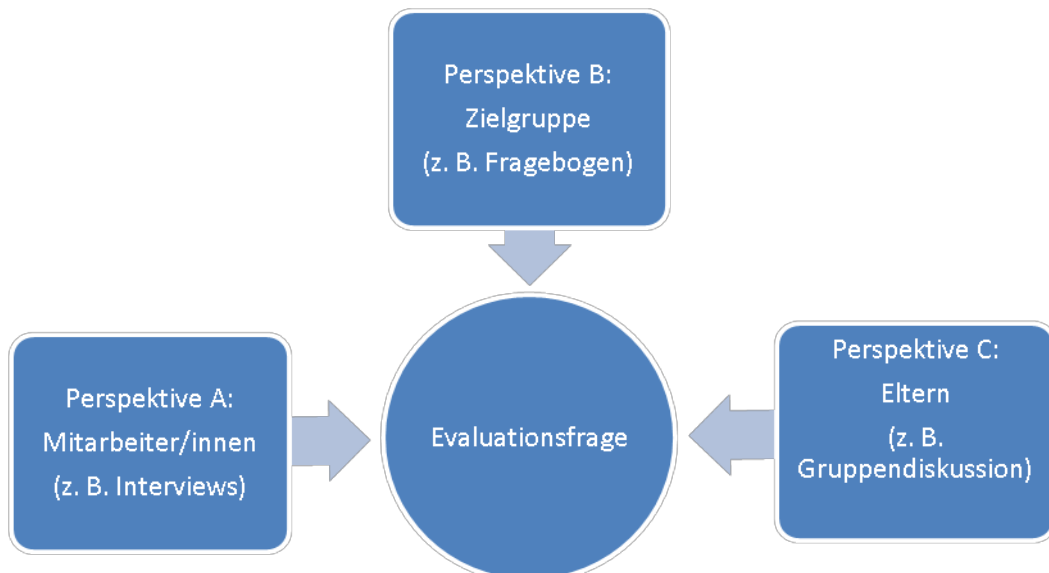 Perspektive B:
Zielgruppe
(z. B. Fragebogen)
Perspektive A:
Mitarbeiter/innen
(z. B. Interviews)
Evaluationsfrage
Perspektive C:
Eltern
(z. B.
Gruppendiskussion)